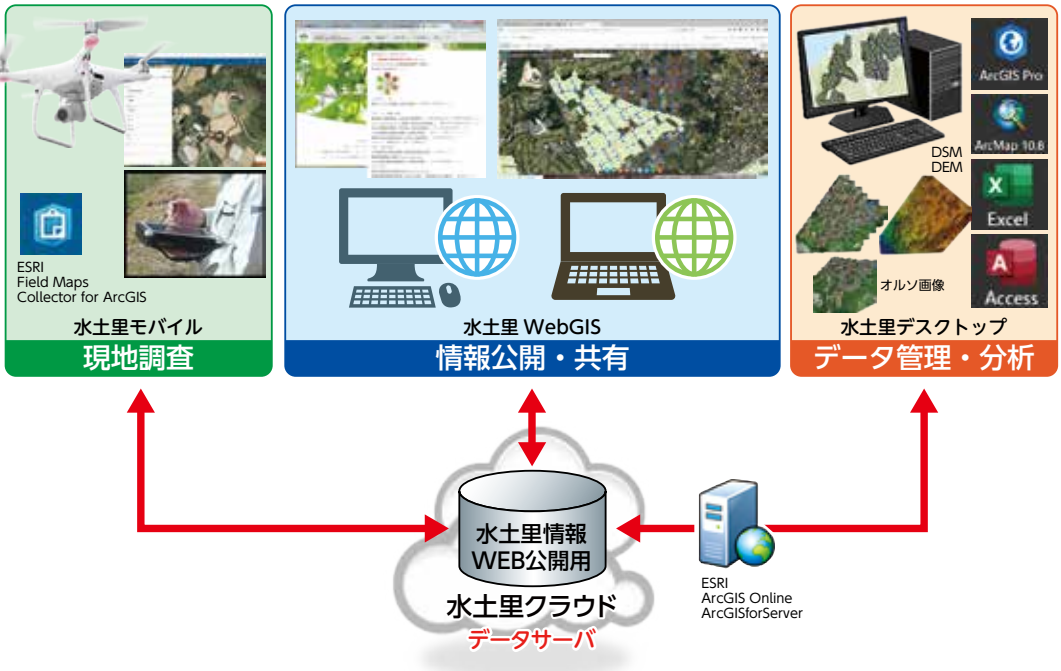 ESRI
Field Maps
Collector for ArcGIS
水土里モバイル
現地調査
水土里 WebGIS
情報公開・共有
ArcGIS Pro
ArcMap 10.6
DSM
DEM
Excel
オルソ画像
Access
水土里デスクトップ
データ管理・分析
水土里情報
WEB公開用
水土里クラウド
データサーバ
ESRI
ArcGIS Online
ArcGISforServer